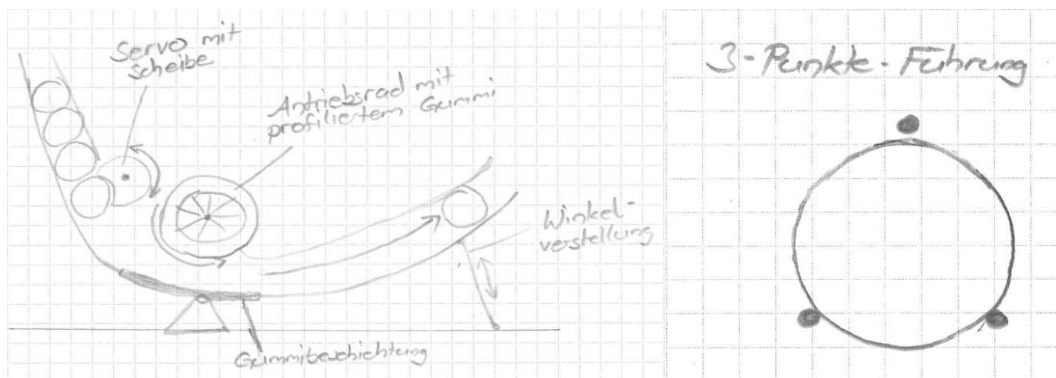 Servo mit
Scheibe
Antriebsrad mit
profiliertem Gummi
Winkel-
verstellung
Gummibeschichtung
3-Punkte-Führung